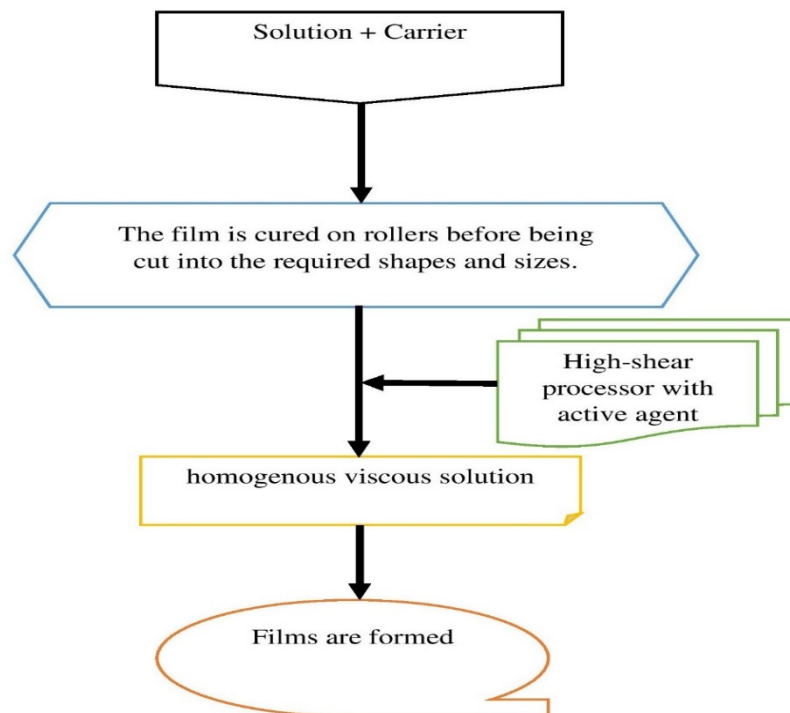 Solution + Carrier
The film is cured on rollers before being
cut into the required shapes and sizes.
High-shear
processor with
active agent
homogenous viscous solution
Films are formed